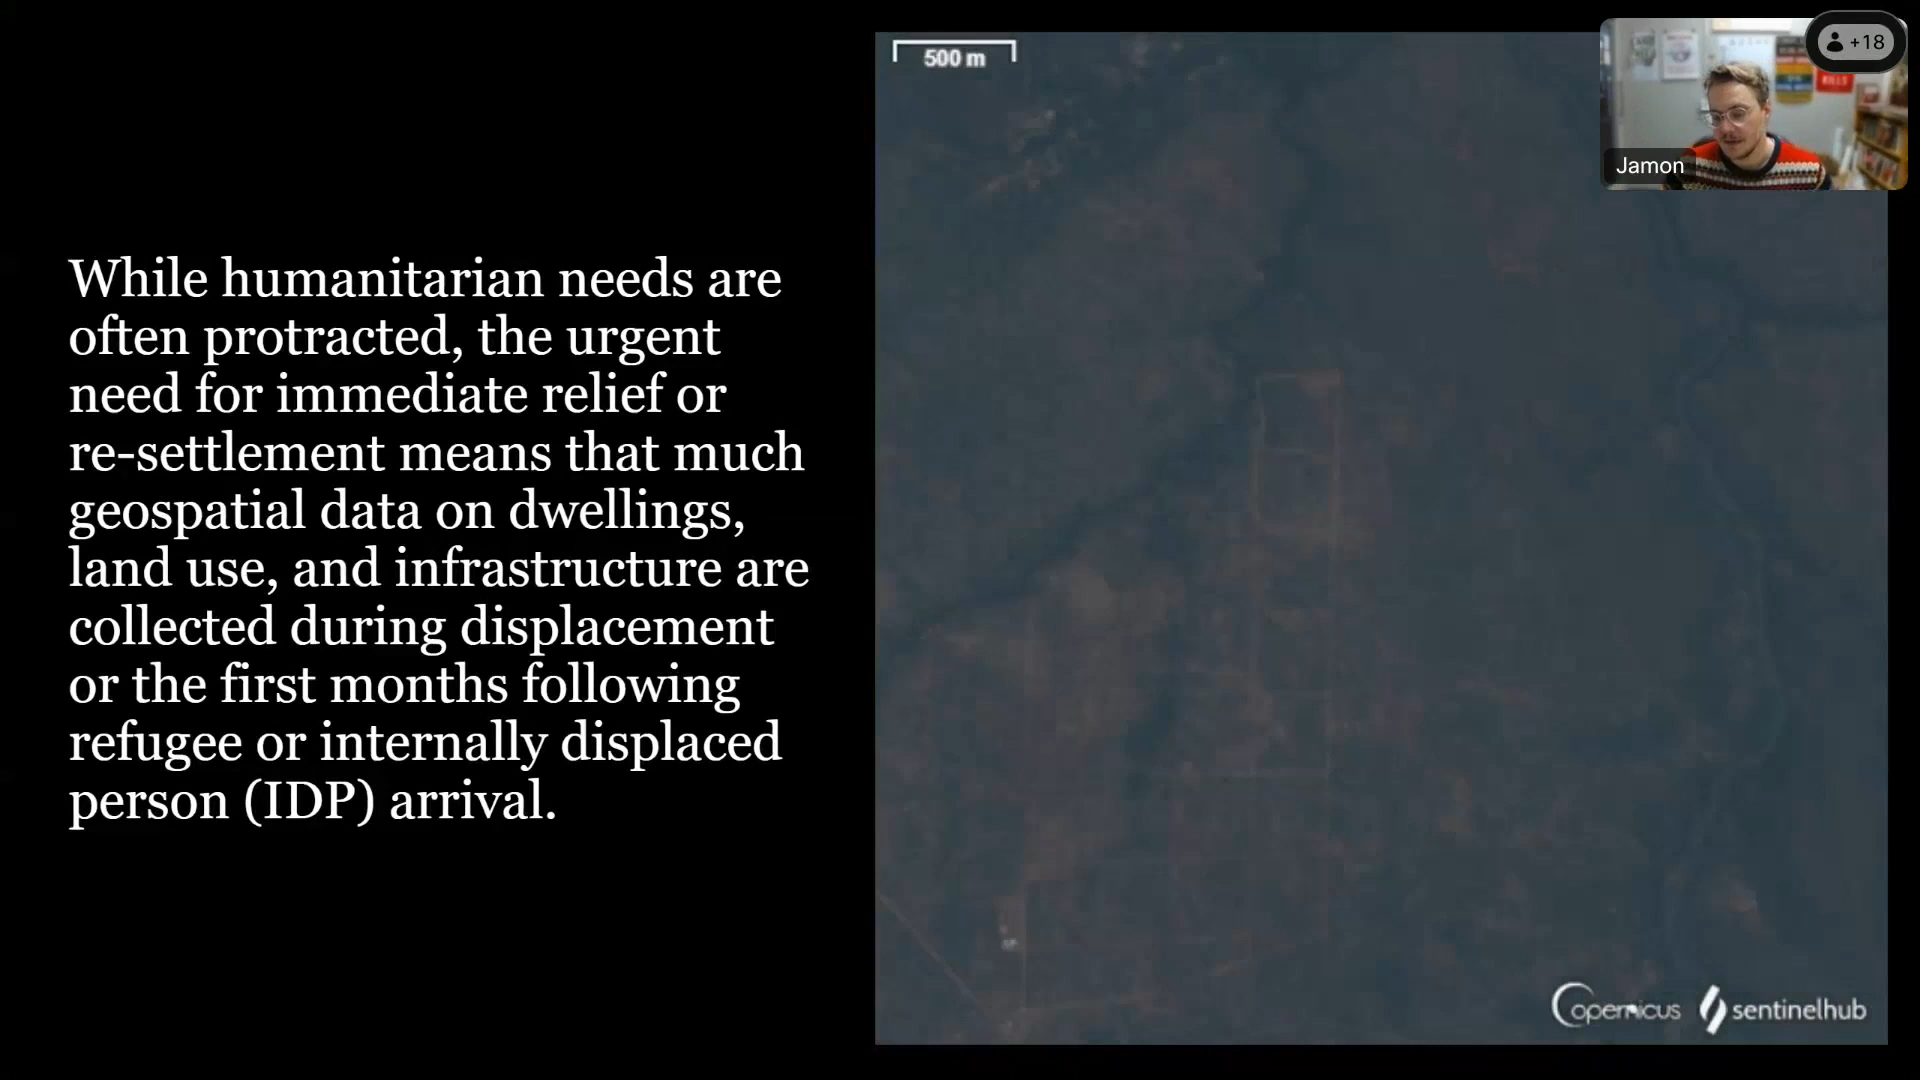 While humanitarian needs are
often protracted, the urgent
need for immediate relief or
re-settlement means that much
geospatial data on dwellings,
land use, and infrastructure are
collected during displacement
or the first months following
refugee or internally displaced
person (IDP) arrival.
500 m
+18
KILLS
Jamon
Copernicus
sentinelhub